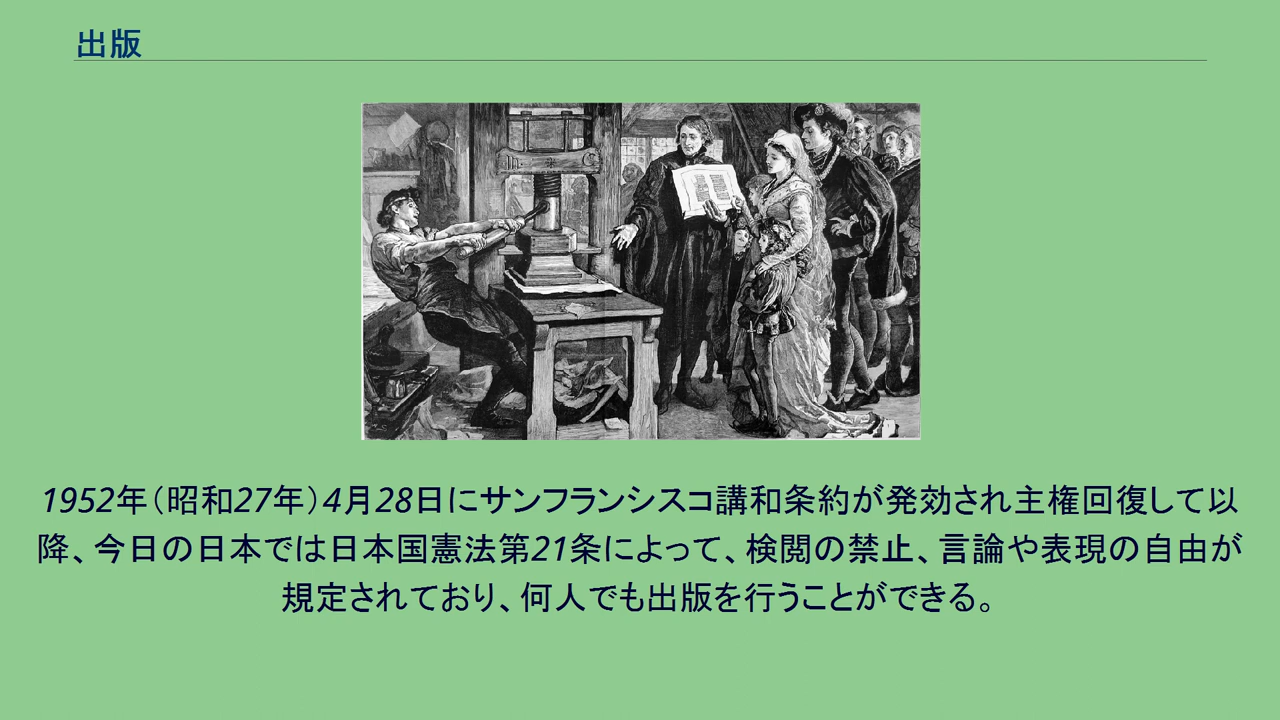 出版
1952年（昭和27年）4月28日にサンフランシスコ講和条約が発効され主権回復して以
降、今日の日本では日本国憲法第21条によって、検閲の禁止、言論や表現の自由が
規定されており、何人でも出版を行うことができる。